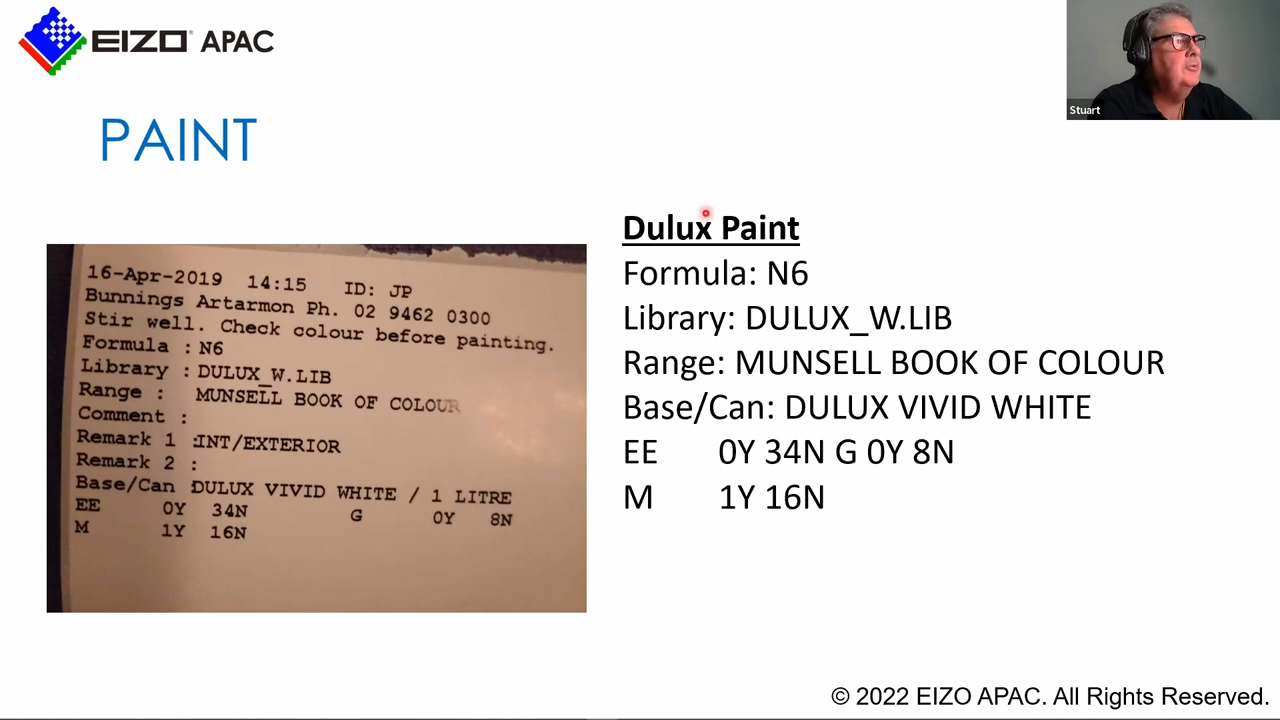 EIZO APAC
Stuart
PAINT
16-Apr-2019 14:15 ID: JP
Bunnings Artarmon Ph. 02 9462 0300
Stir well. Check colour before painting.
Formula : N6
Library : DULUX_W.LIB
Range : MUNSELL BOOK OF COLOUR
Comment :
Remark 1 :INT/EXTERIOR
Remark 2 :
Base/Can :DULUX VIVID WHITE / 1 LITRE
EE 0Y 34N G 0Y 8N
M 1Y 16N
Dulux Paint
Formula: N6
Library: DULUX_W.LIB
Range: MUNSELL BOOK OF COLOUR
Base/Can: DULUX VIVID WHITE
EE 0Y 34N G 0Y 8N
M 1Y 16N
© 2022 EIZO APAC. All Rights Reserved.